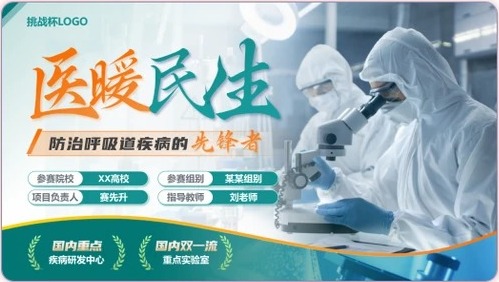 挑战杯LOGO
医暖民生
防治呼吸道疾病的先锋者
参赛院校 XX高校 参赛组别 某某组别
项目负责人 赛先升 指导教师 刘老师
国内重点 国内双一流
疾病研发中心 重点实验室